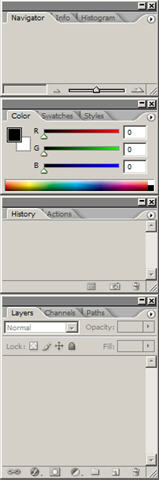 Navigator Info Histogram
Color Swatches Styles
R 0
G 0
B 0
History Actions
Layers Channels Paths
Normal Opacity:
Lock: Fill: